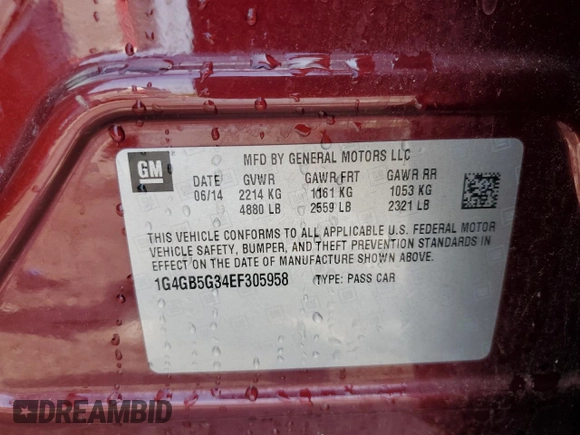 GM
MFD BY GENERAL MOTORS LLC
DATE GVWR GAWR FRT GAWR RR
06/14 2214 KG 1161 KG 1053 KG
4880 LB 2559 LB 2321 LB
THIS VEHICLE CONFORMS TO ALL APPLICABLE U.S. FEDERAL MOTOR
VEHICLE SAFETY, BUMPER, AND THEFT PREVENTION STANDARDS IN
EFFECT ON THE DATE OF MANUFACTURE SHOWN ABOVE.
1G4GB5G34EF305958 TYPE: PASS CAR
DREAMBID